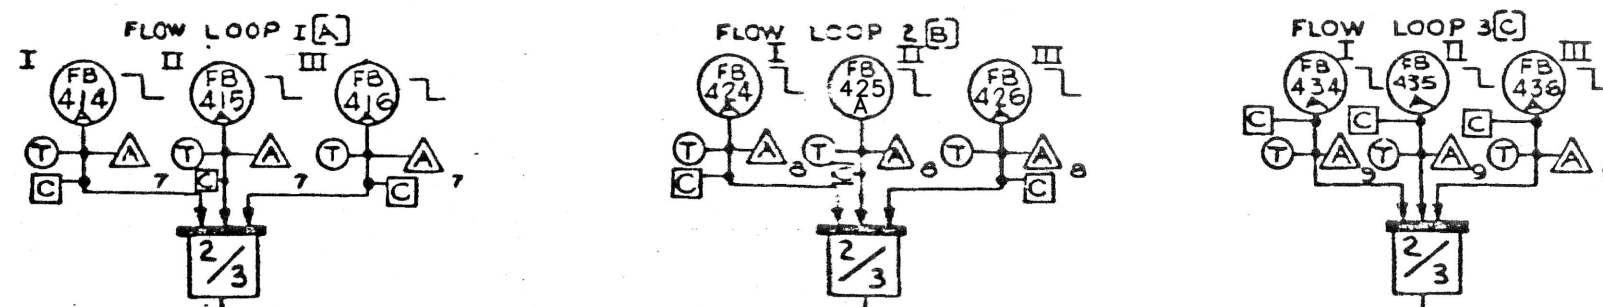 FLOW LOOP I[A]
I II III
FB 414
FB 415
FB 416
T A T A T A
7 7 7
C C C
2/3
FLOW LOOP 2[B]
I II III
FB 424
FB 425 A
FB 426
T A T A A
8 8 8
C C C
2/3
FLOW LOOP 3[C]
I II III
FB 434
FB 435
FB 436
C C C
T A T A T A
9 9
2/3